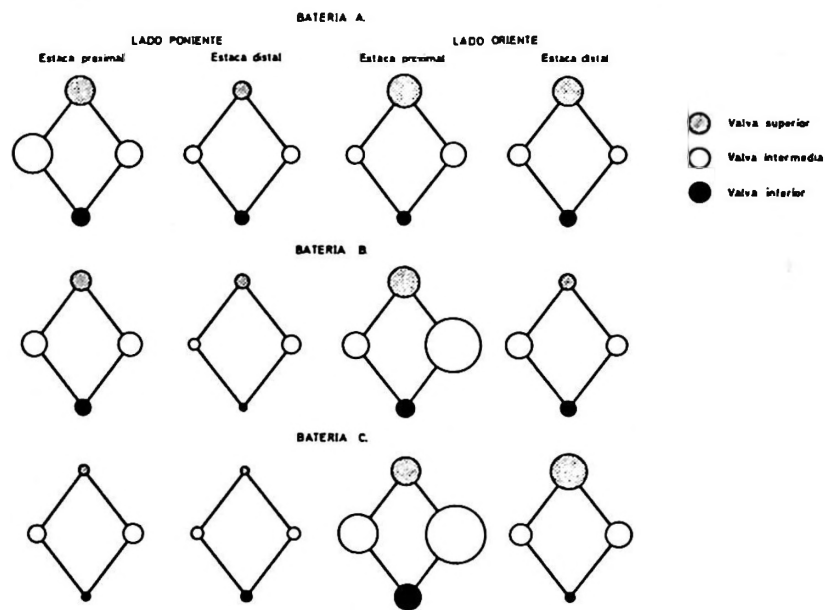 BATERIA A.
LADO PONIENTE LADO ORIENTE
Estaca proximal Estaca distal Estaca proximal Estaca distal
Valva superior
Valva intermedia
Valva inferior
BATERIA B.
BATERIA C.